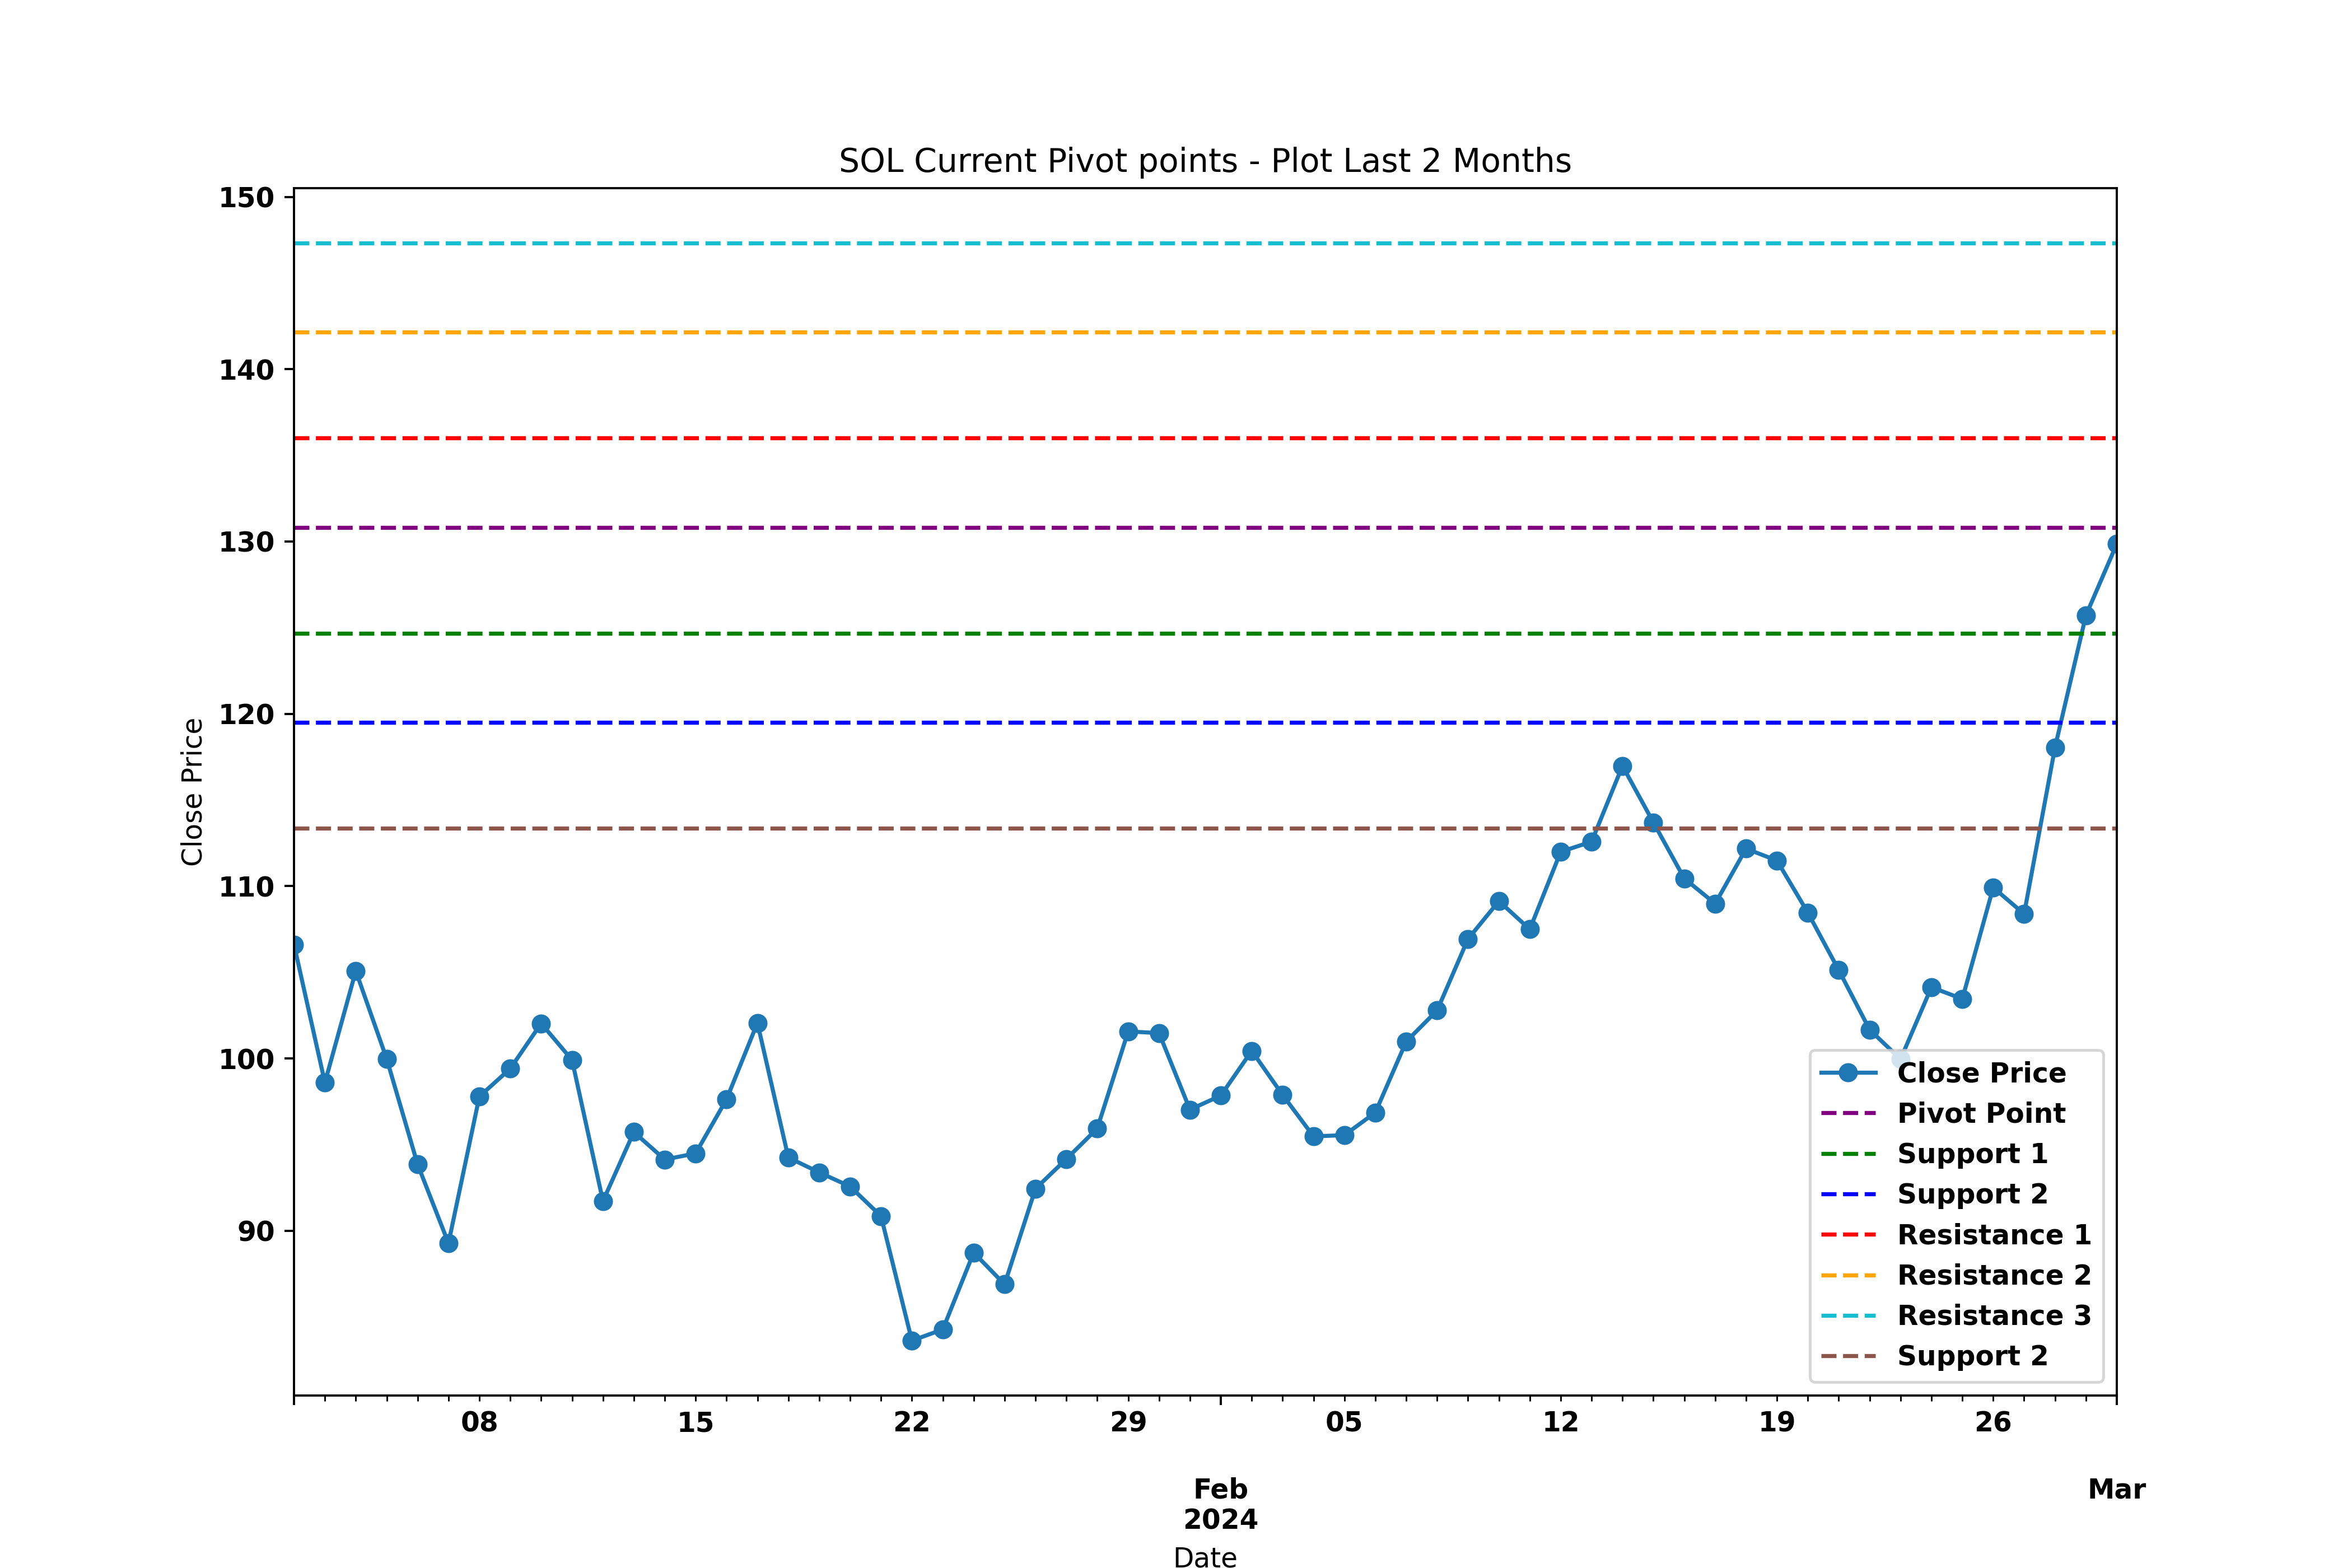 SOL Current Pivot points - Plot Last 2 Months
150
140
130
120
110
100
90
Close Price
Close Price
Pivot Point
Support 1
Support 2
Resistance 1
Resistance 2
Resistance 3
Support 2
08 15 22 29 05 12 19 26
Feb Mar
2024
Date